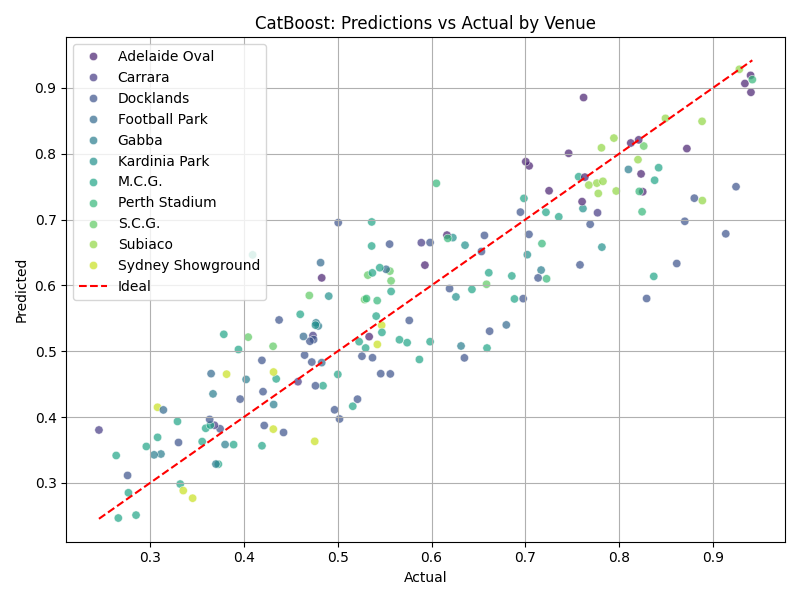 CatBoost: Predictions vs Actual by Venue
Adelaide Oval
Carrara
Docklands
Football Park
Gabba
Kardinia Park
M.C.G.
Perth Stadium
S.C.G.
Subiaco
Sydney Showground
Ideal
Predicted
0.9
0.8
0.7
0.6
0.5
0.4
0.3
0.3
0.4
0.5
0.6
0.7
0.8
0.9
Actual